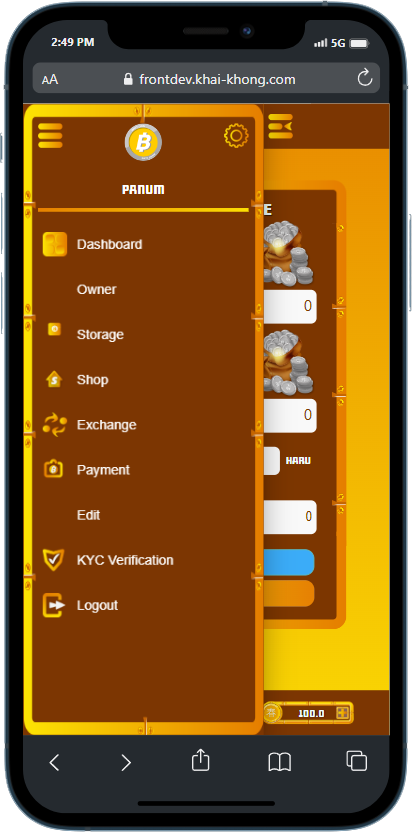 2:49 PM
5G
AA
frontdev.khai-khong.com
PANUM
E
Dashboard
Owner
0
Storage
Shop
Exchange
0
Payment
HARU
Edit
0
KYC Verification
Logout
100.0